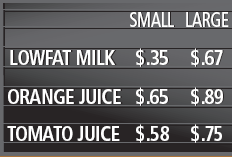 SMALL LARGE
LOWFAT MILK $.35 $.67
ORANGE JUICE $.65 $.89
TOMATO JUICE $.58 $.75